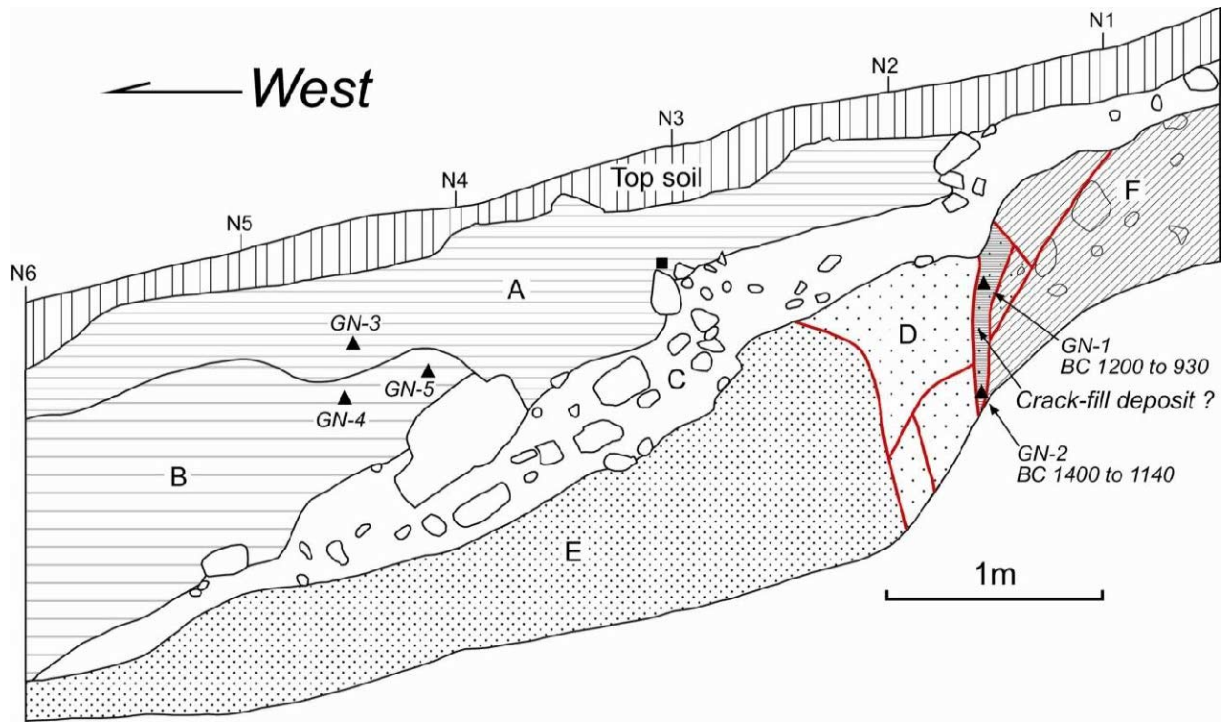 N1
N2
West
N3
N4
Top soil
F
N5
N6
A
GN-3
D
GN-1
BC 1200 to 930
GN-5
C
Crack-fill deposit ?
GN-4
GN-2
BC 1400 to 1140
B
E
1m